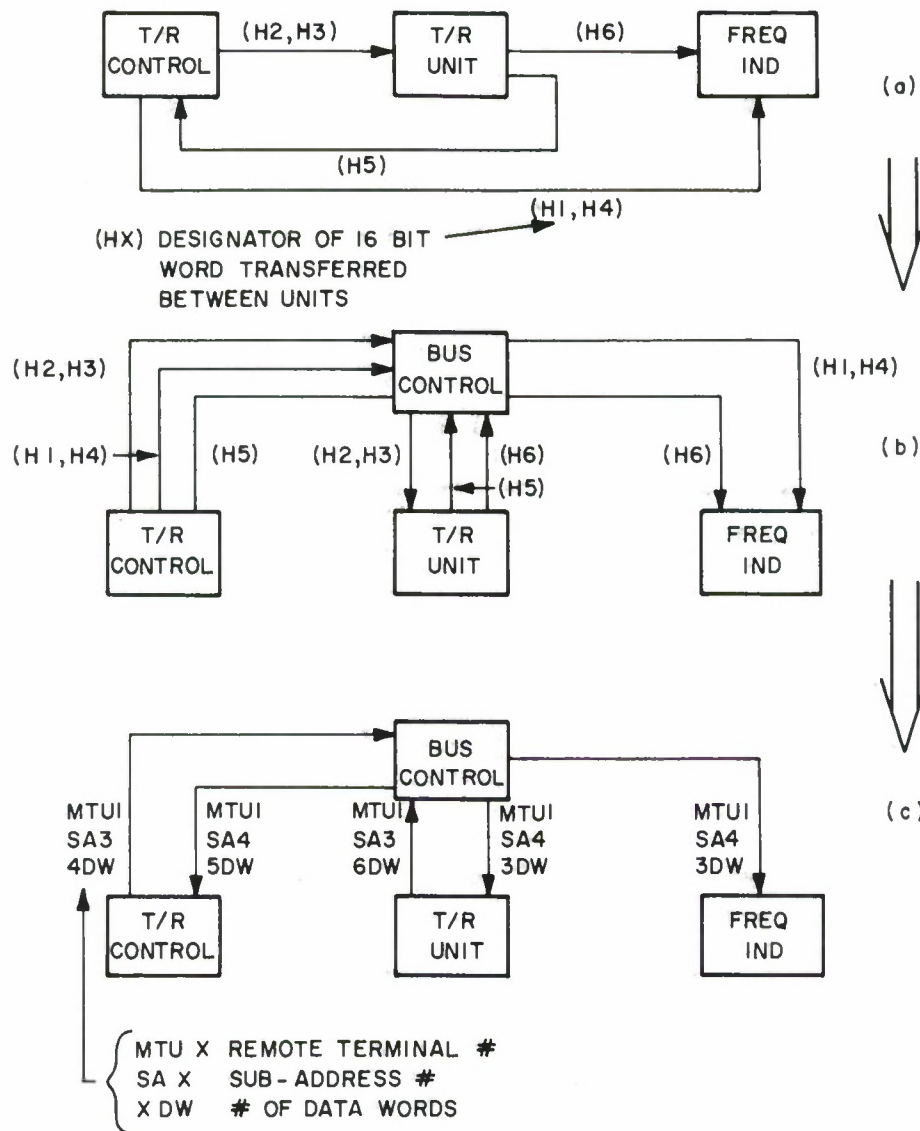 T/R
CONTROL
(H2,H3)
T/R
UNIT
(H6)
FREQ
IND
(a)
(H5)
(H1,H4)
(HX) DESIGNATOR OF 16 BIT
WORD TRANSFERRED
BETWEEN UNITS
(H2,H3)
BUS
CONTROL
(H1,H4)
(H1,H4)
(H5)
(H2,H3)
(H6)
(H5)
(H6)
(b)
T/R
CONTROL
T/R
UNIT
FREQ
IND
BUS
CONTROL
MTU1
SA3
4DW
MTU1
SA4
5DW
MTU1
SA3
6DW
MTU1
SA4
3DW
MTU1
SA4
3DW
(c)
T/R
CONTROL
T/R
UNIT
FREQ
IND
MTU X REMOTE TERMINAL #
SA X SUB-ADDRESS #
X DW # OF DATA WORDS